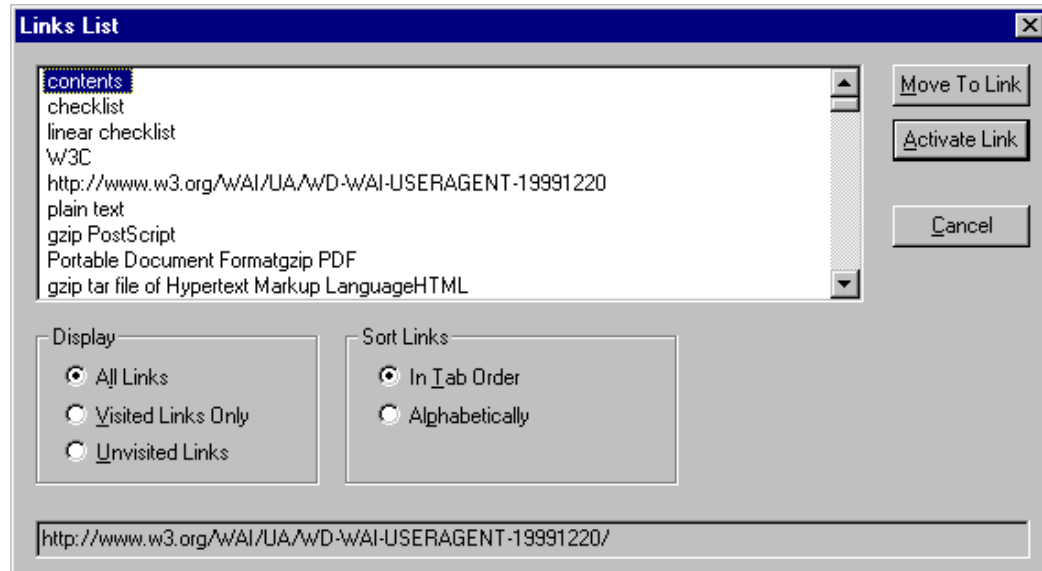 Links List
contents
checklist
linear checklist
W3C
http://www.w3.org/WAI/UA/WD-WAI-USERAGENT-19991220
plain text
gzip PostScript
Portable Document Formatgzip PDF
gzip tar file of Hypertext Markup LanguageHTML
Move To Link
Activate Link
Cancel
Display
All Links
Visited Links Only
Unvisited Links
Sort Links
In Tab Order
Alphabetically
http://www.w3.org/WAI/UA/WD-WAI-USERAGENT-19991220/